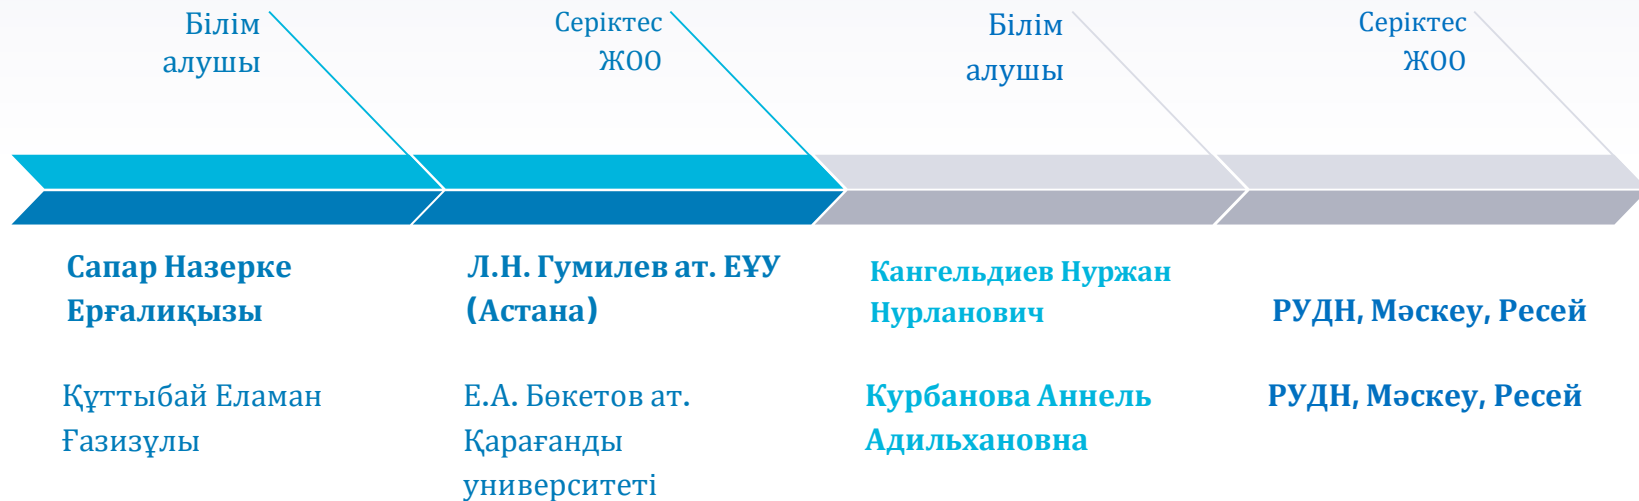 Білім
алушы
Серіктес
ЖОО
Білім
алушы
Серіктес
ЖОО
Сапар Назерке
Ерғалиқызы
Л.Н. Гумилев ат. ЕҰУ
(Астана)
Кангельдиев Нуржан
Нурланович
РУДН, Мәскеу, Ресей
Құттыбай Еламан
Ғазизұлы
Е.А. Бөкетов ат.
Қарағанды
университеті
Курбанова Аннель
Адильхановна
РУДН, Мәскеу, Ресей